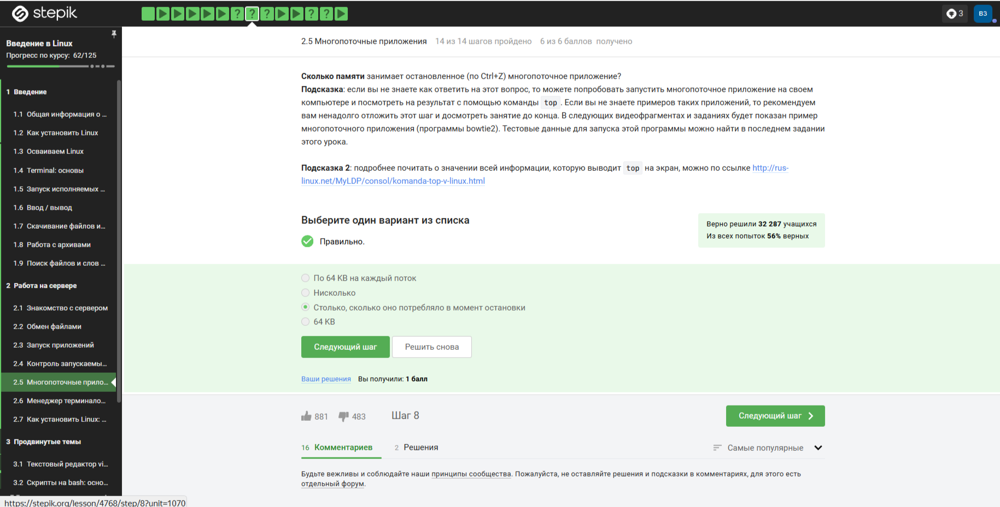 stepik
? ? ? ? ?
3
ВЗ
Введение в Linux
Прогресс по курсу: 62/125
1 Введение
1.1 Общая информация о ...
1.2 Как установить Linux
1.3 Осваиваем Linux
1.4 Terminal: основы
1.5 Запуск исполняемых ...
1.6 Ввод / вывод
1.7 Скачивание файлов и...
1.8 Работа с архивами
1.9 Поиск файлов и слов ...
2 Работа на сервере
2.1 Знакомство с сервером
2.2 Обмен файлами
2.3 Запуск приложений
2.4 Контроль запускаемы...
2.5 Многопоточные прило...
2.6 Менеджер терминало...
2.7 Как установить Linux: ...
3 Продвинутые темы
3.1 Текстовый редактор vi...
3.2 Скрипты на bash: осно...
https://stepik.org/lesson/4768/step/8?unit=1070
2.5 Многопоточные приложения 14 из 14 шагов пройдено 6 из 6 баллов получено
Сколько памяти занимает остановленное (по Ctrl+Z) многопоточное приложение?
Подсказка: если вы не знаете как ответить на этот вопрос, то можете попробовать запустить многопоточное приложение на своем
компьютере и посмотреть на результат с помощью команды top . Если вы не знаете примеров таких приложений, то рекомендуем
вам ненадолго отложить этот шаг и досмотреть занятие до конца. В следующих видеофрагментах и заданиях будет показан пример
многопоточного приложения (программы bowtie2). Тестовые данные для запуска этой программы можно найти в последнем задании
этого урока.
Подсказка 2: подробнее почитать о значении всей информации, которую выводит top на экран, можно по ссылке http://rus-
linux.net/MyLDP/consol/komanda-top-v-linux.html
Выберите один вариант из списка
Правильно.
Верно решили 32 287 учащихся
Из всех попыток 56% верных
По 64 KB на каждый поток
Нисколько
Столько, сколько оно потребляло в момент остановки
64 KB
Следующий шаг Решить снова
Ваши решения Вы получили: 1 балл
881 483 Шаг 8
Следующий шаг
16 Комментариев 2 Решения
Самые популярные
Будьте вежливы и соблюдайте наши принципы сообщества. Пожалуйста, не оставляйте решения и подсказки в комментариях, для этого есть
отдельный форум.